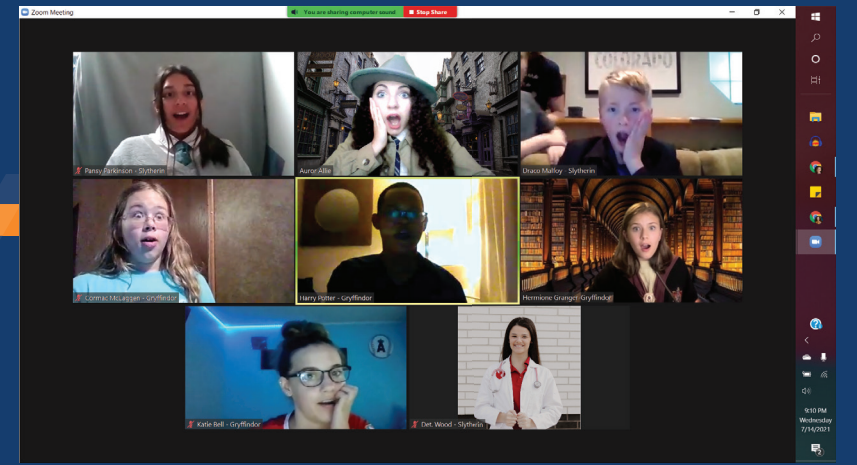 Zoom Meeting
You are sharing computer sound
Stop Share
COLORADO
Pansy Parkinson - Slytherin
Auror Allie
Draco Malfoy - Slytherin
Cormac McLaggen - Gryffindor
Harry Potter - Gryffindor
Hermione Granger, Gryffindor
Katie Bell - Gryffindor
Det. Wood - Slytherin
9:10 PM
Wednesday
7/14/2021
2